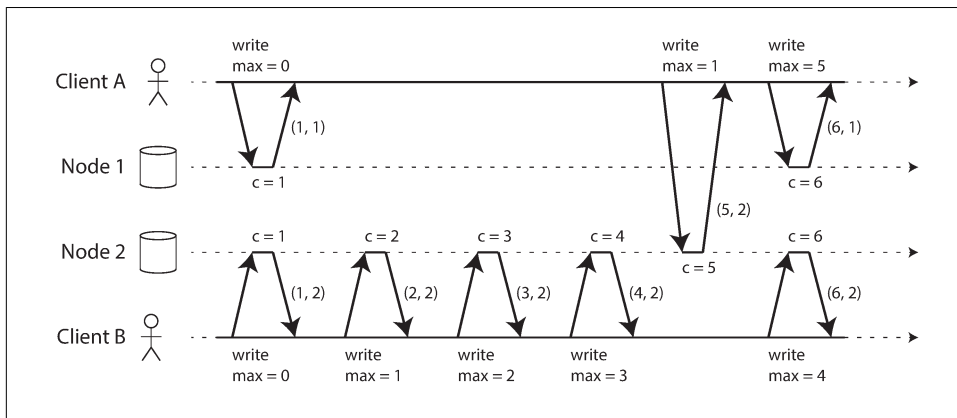 write
max = 0
write
max = 1
write
max = 5
Client A
(1, 1)
(6, 1)
Node 1
c = 1
c = 6
(5, 2)
Node 2
c = 1
c = 2
c = 3
c = 4
c = 5
c = 6
(1, 2)
(2, 2)
(3, 2)
(4, 2)
(6, 2)
Client B
write
max = 0
write
max = 1
write
max = 2
write
max = 3
write
max = 4